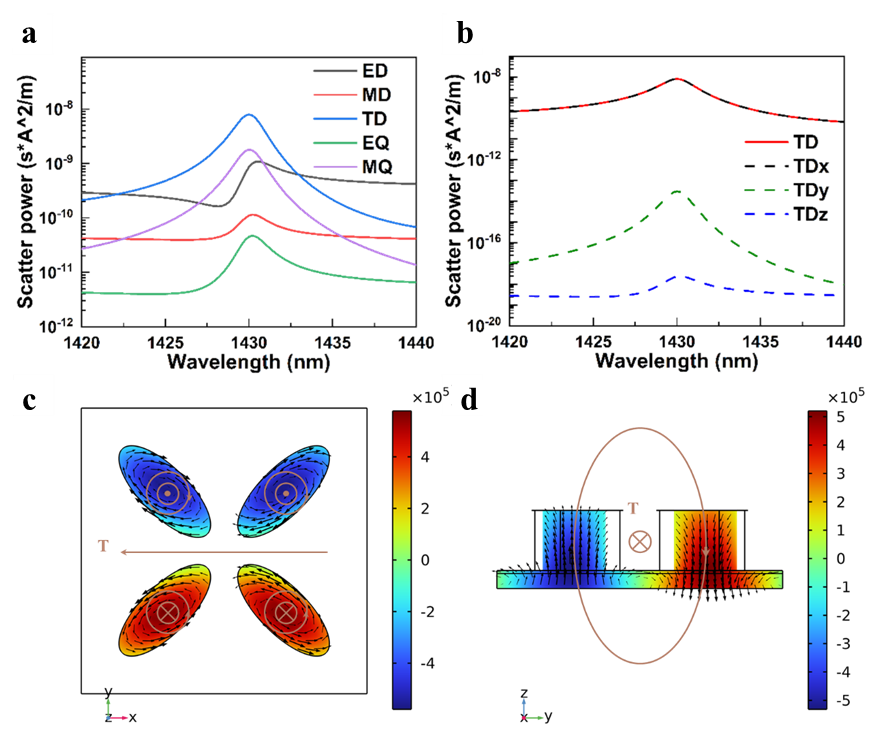 a
Scatter power (s*A^2/m)
10^-8
10^-9
10^-10
10^-11
10^-12
1420
1425
1430
1435
1440
Wavelength (nm)
ED
MD
TD
EQ
MQ
b
Scatter power (s*A^2/m)
10^-8
10^-12
10^-16
10^-20
1420
1425
1430
1435
1440
Wavelength (nm)
TD
TDx
TDy
TDz
c
T
y
z
x
×10^5
4
2
0
-2
-4
d
T
z
x
y
×10^5
5
4
3
2
1
0
-1
-2
-3
-4
-5